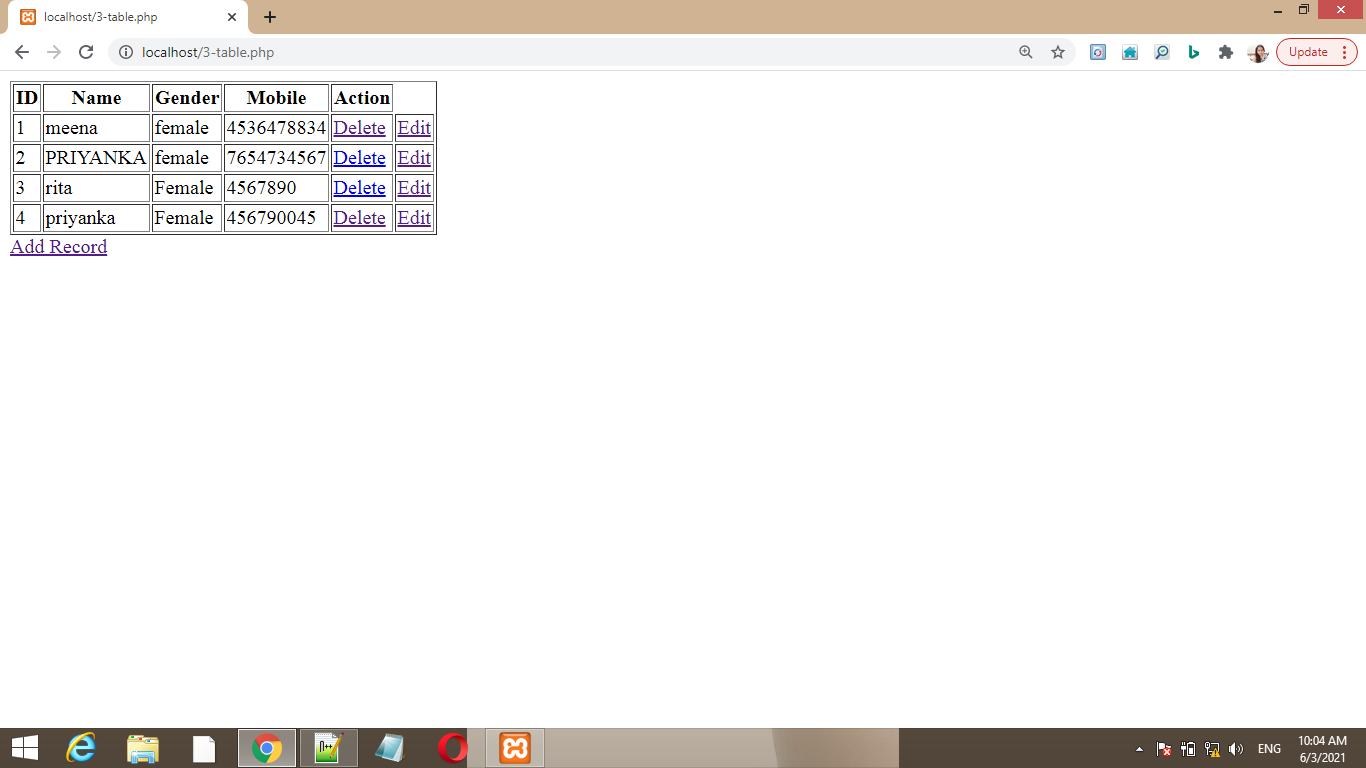 localhost/3-table.php
localhost/3-table.php
Update
ID Name Gender Mobile Action
1 meena female 4536478834 Delete Edit
2 PRIYANKA female 7654734567 Delete Edit
3 rita Female 4567890 Delete Edit
4 priyanka Female 456790045 Delete Edit
Add Record
ENG
10:04 AM
6/3/2021